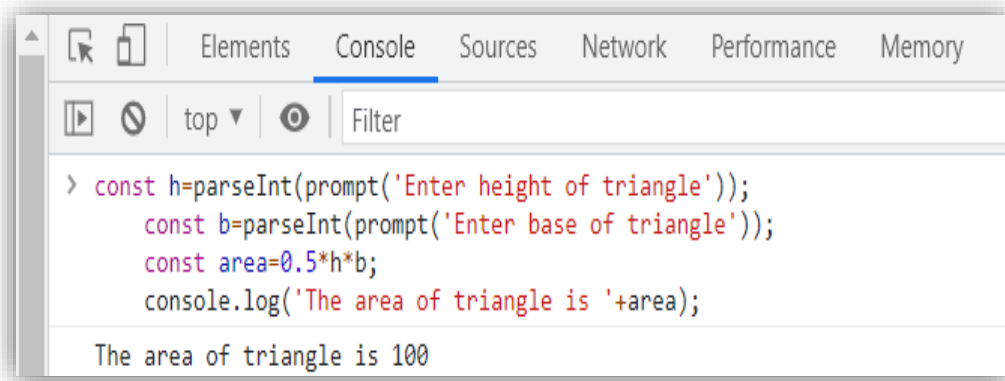 Elements Console Sources Network Performance Memory
top Filter
> const h=parseInt(prompt('Enter height of triangle'));
const b=parseInt(prompt('Enter base of triangle'));
const area=0.5*h*b;
console.log('The area of triangle is '+area);
The area of triangle is 100